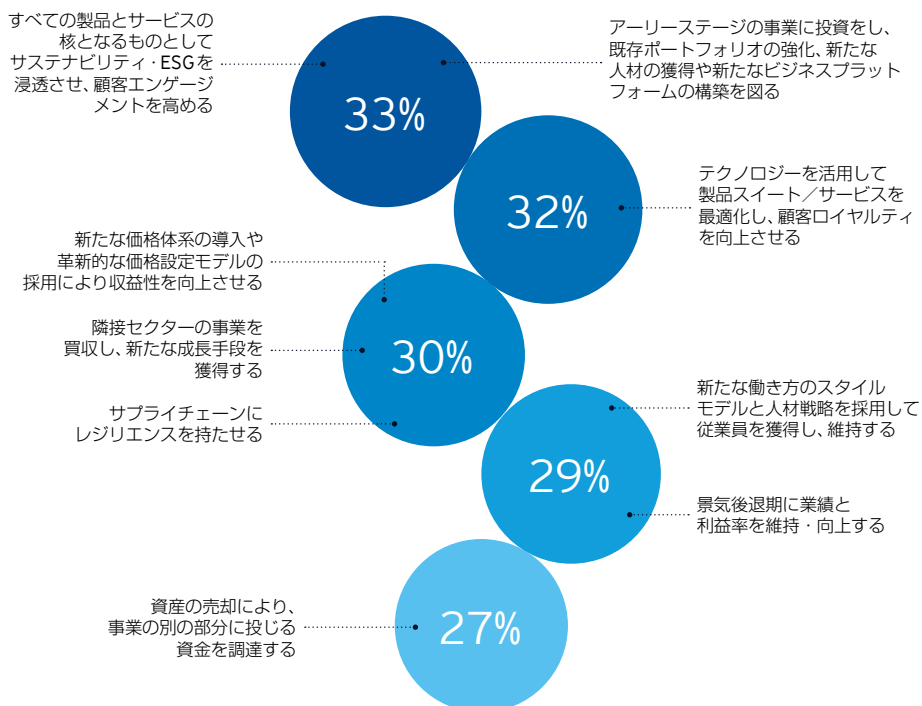 すべての製品とサービスの
核となるものとして
サステナビリティ・ESGを
浸透させ、顧客エンゲージ
メントを高める
アーリーステージの事業に投資をし、
既存ポートフォリオの強化、新たな
人材の獲得や新たなビジネスプラット
フォームの構築を図る
33%
32%
テクノロジーを活用して
製品スイート／サービスを
最適化し、顧客ロイヤルティ
を向上させる
新たな価格体系の導入や
革新的な価格設定モデルの
採用により収益性を向上させる
隣接セクターの事業を
買収し、新たな成長手段を
獲得する
サプライチェーンに
レジリエンスを持たせる
30%
新たな働き方のスタイル
モデルと人材戦略を採用して
従業員を獲得し、維持する
29%
景気後退期に業績と
利益率を維持・向上する
資産の売却により、
事業の別の部分に投じる
資金を調達する
27%